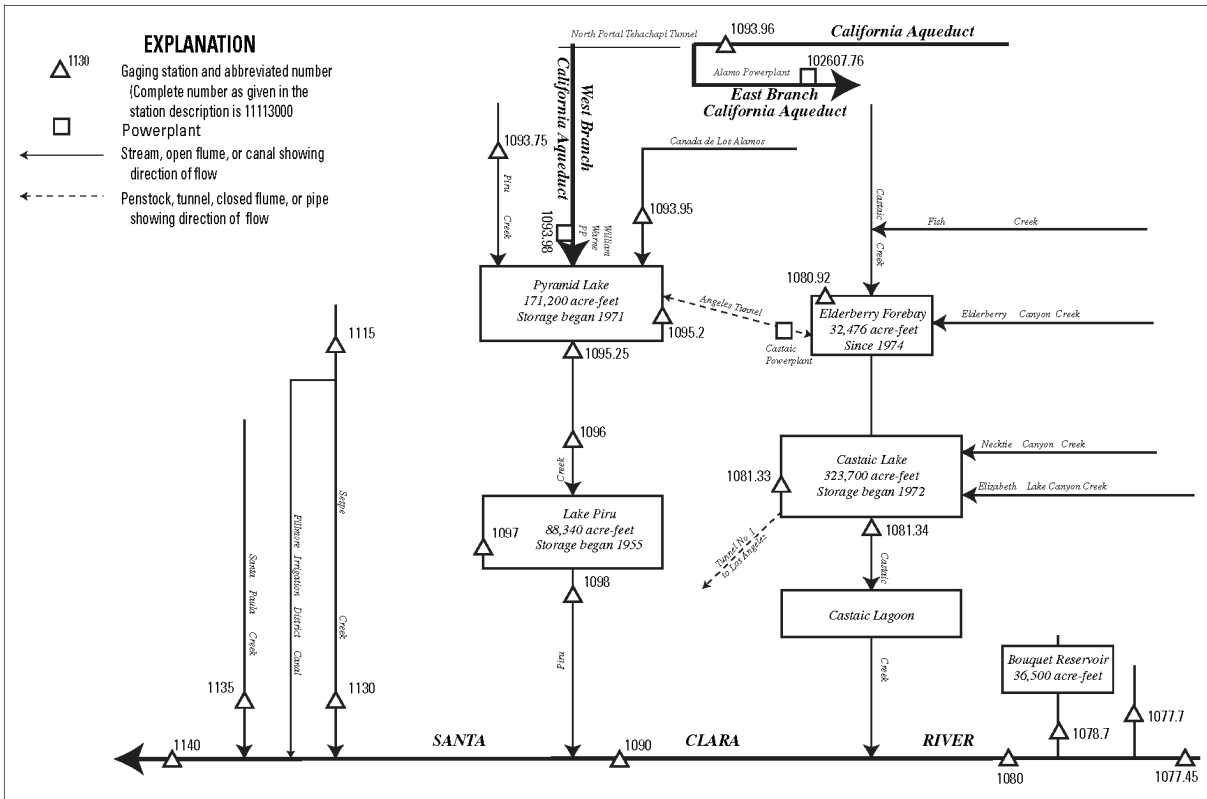 EXPLANATION
1130
Gaging station and abbreviated number
{Complete number as given in the
station description is 11113000
Powerplant
Stream, open flume, or canal showing
direction of flow
Penstock, tunnel, closed flume, or pipe
showing direction of flow
North Portal Tehachapi Tunnel
1093.96
California Aqueduct
Alamo Powerplant
102607.76
East Branch
California Aqueduct
West Branch
California Aqueduct
1093.75
Piru
Creek
Canada de Los Alamos
1093.95
1093.98
William
Warne
PP
Castaic
Creek
Fish Creek
Pyramid Lake
171,200 acre-feet
Storage began 1971
1095.2
Angeles Tunnel
Castaic
Powerplant
1080.92
Elderberry Forebay
32,476 acre-feet
Since 1974
Elderberry Canyon Creek
1115
1095.25
1096
Creek
Castaic Lake
323,700 acre-feet
Storage began 1972
1081.33
Necktie Canyon Creek
Elizabeth Lake Canyon Creek
Tunnel No. 1
to Los Angelez
1081.34
Castaic
Lake Piru
88,340 acre-feet
Storage began 1955
1097
1098
Piru
Castaic Lagoon
Creek
Sespe
Creek
Fillmore Irrigation District Canal
Santa Paula Creek
1135
1130
Bouquet Reservoir
36,500 acre-feet
1078.7
1077.7
1140
SANTA CLARA RIVER
1090
1080
1077.45